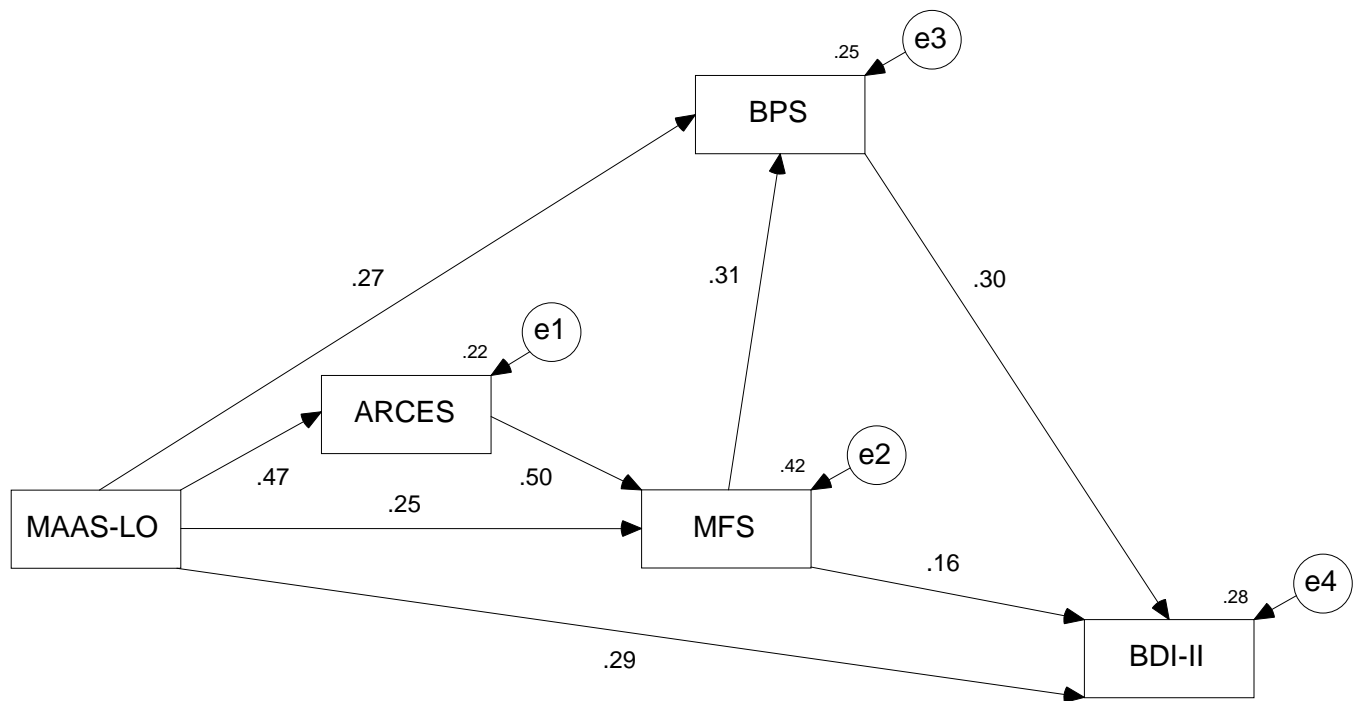 e3
.25
BPS
.27
.31
.30
e1
.22
ARCES
e2
.42
.47
.50
.25
MAAS-LO
MFS
.16
e4
.28
BDI-II
.29